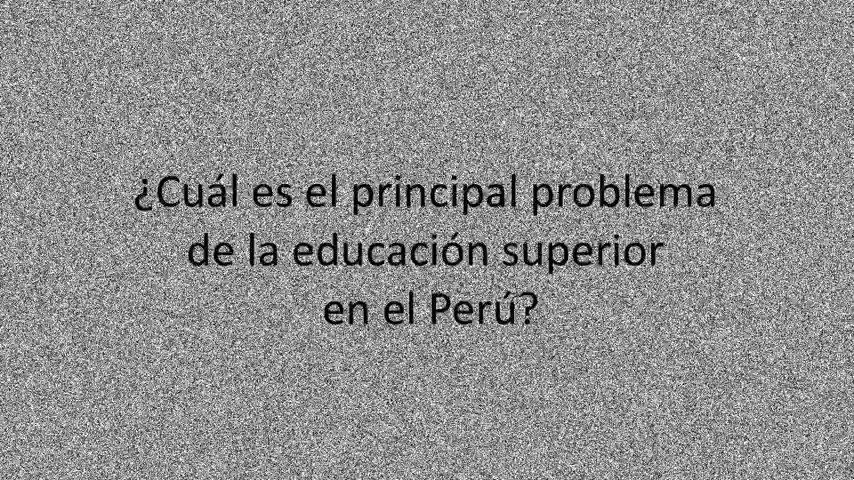 ¿Cuál es el principal problema
de la educación superior
en el Perú?